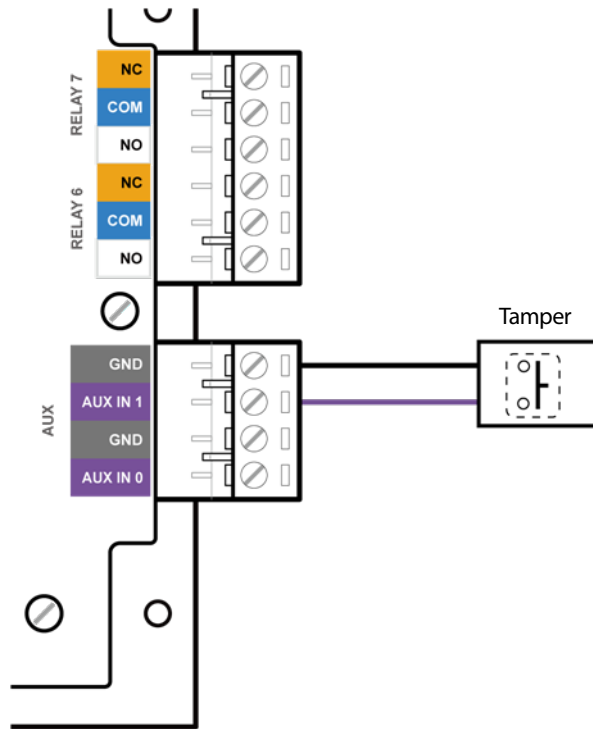 RELAY 7
NC
COM
NO
RELAY 6
NC
COM
NO
Tamper
AUX
GND
AUX IN 1
GND
AUX IN 0